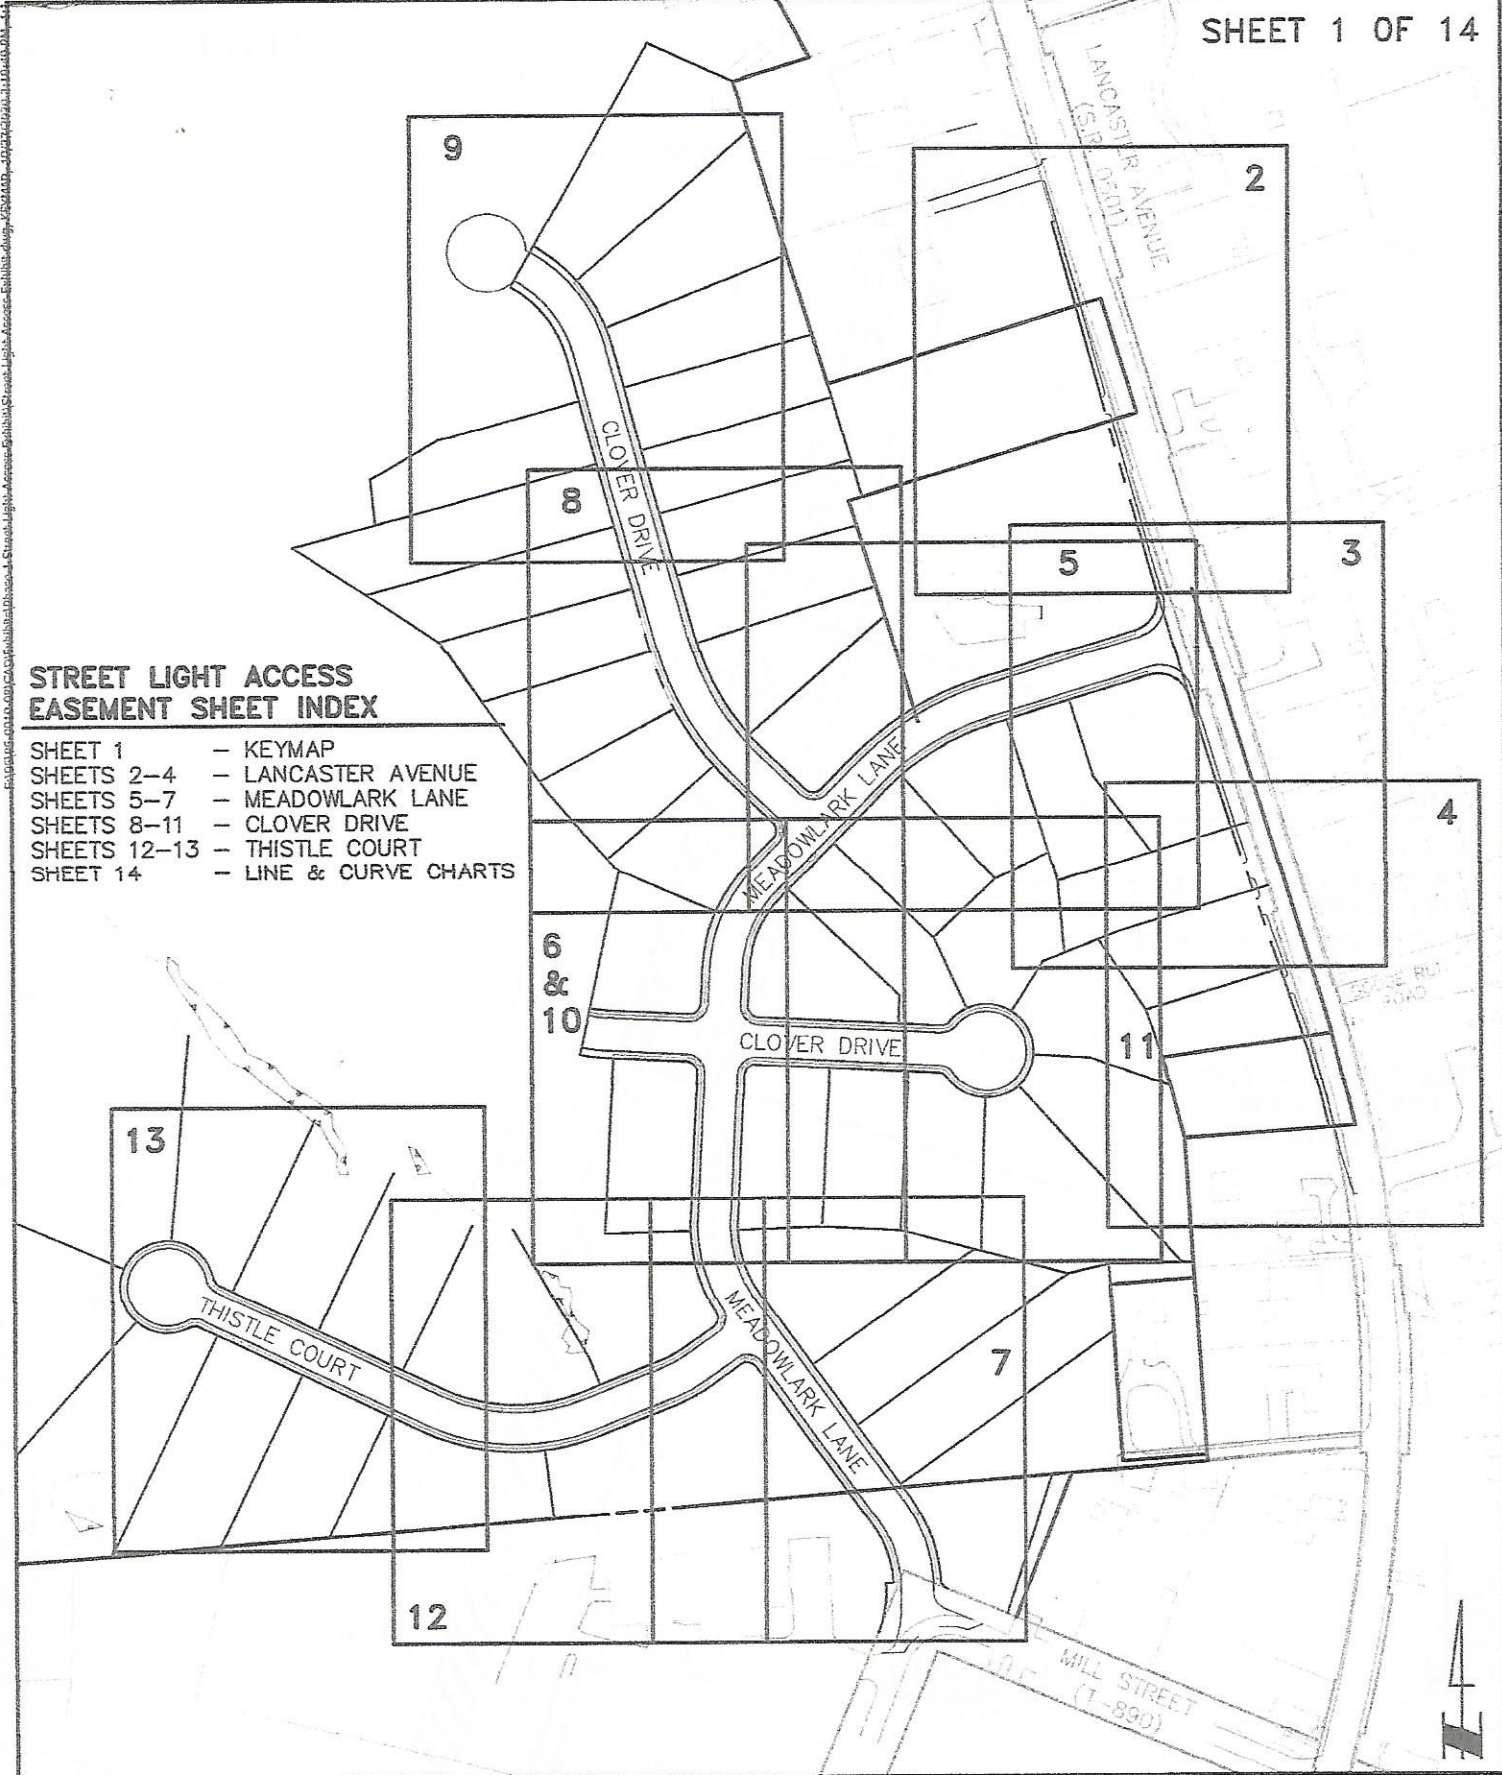 SHEET 1 OF 14
LANCASTER AVENUE
(S.R. 0701)
9
2
CLOVER DRIVE
8
5
3
STREET LIGHT ACCESS
EASEMENT SHEET INDEX
SHEET 1 – KEYMAP
SHEETS 2–4 – LANCASTER AVENUE
SHEETS 5–7 – MEADOWLARK LANE
SHEETS 8–11 – CLOVER DRIVE
SHEETS 12–13 – THISTLE COURT
SHEET 14 – LINE & CURVE CHARTS
MEADOWLARK LANE
4
6
&
10
ROAD
CLOVER DRIVE
11
13
THISTLE COURT
MEADOWLARK LANE
7
12
MILL STREET
(T-890)